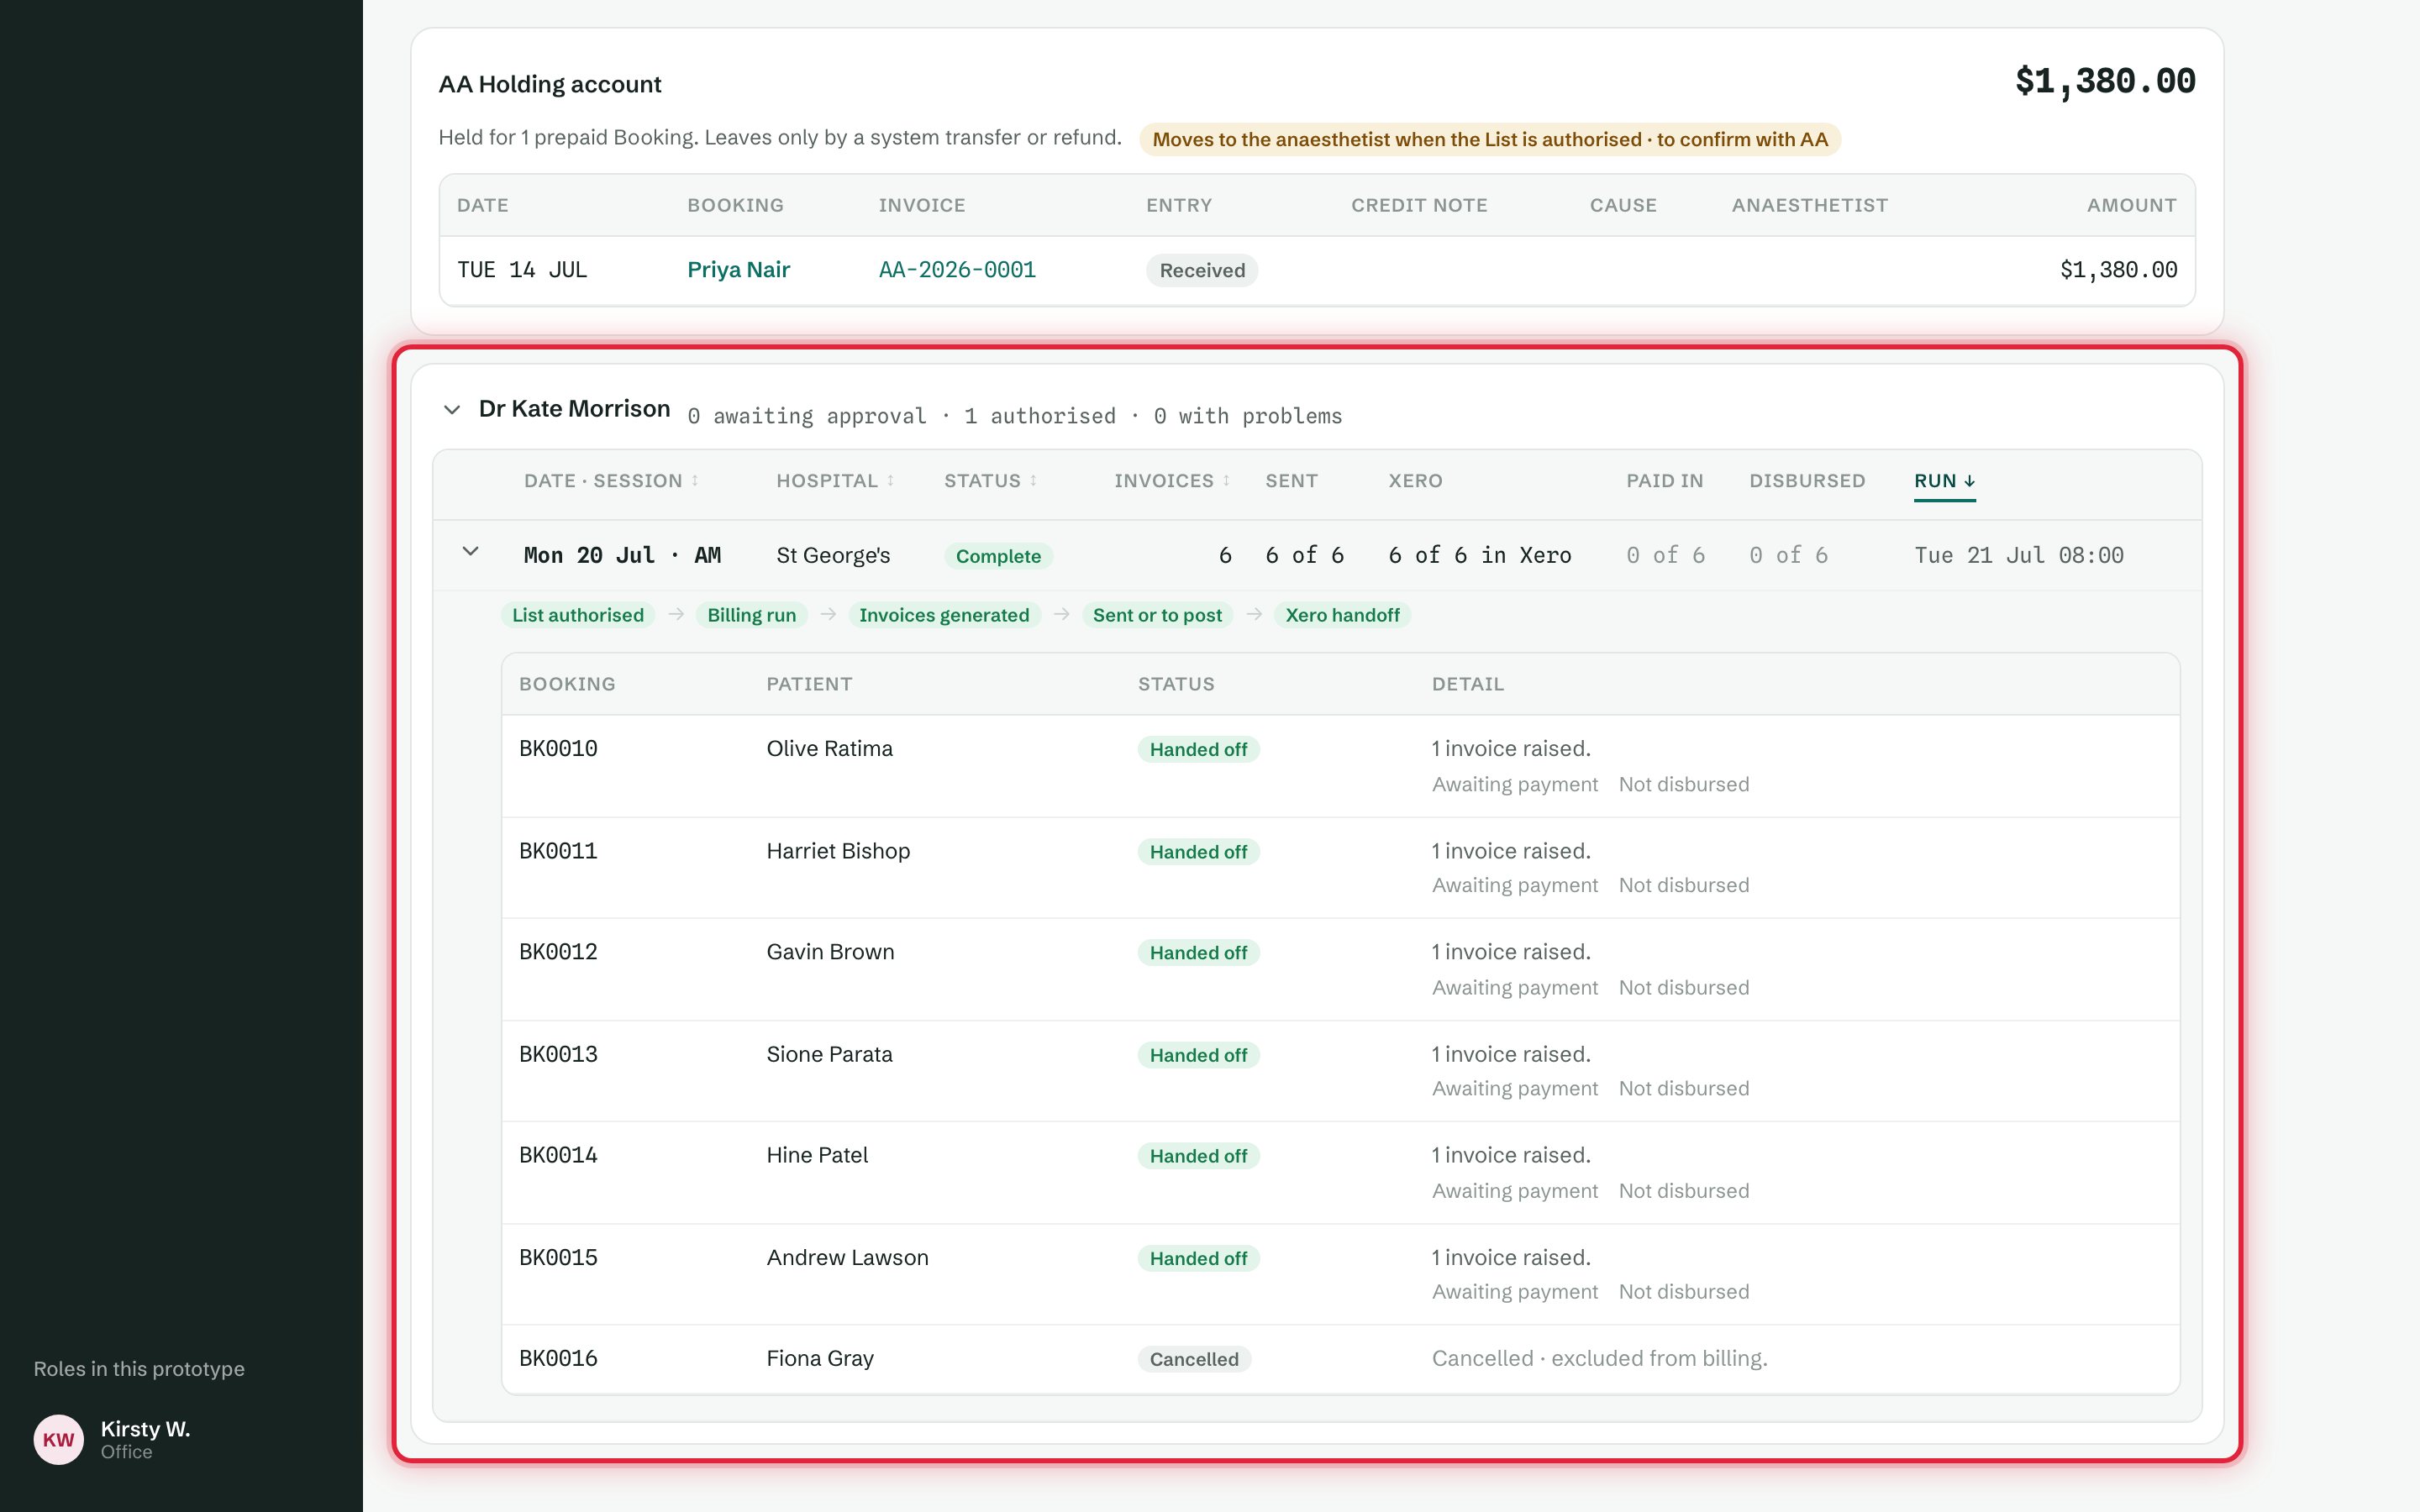 AA Holding account
$1,380.00
Held for 1 prepaid Booking. Leaves only by a system transfer or refund. Moves to the anaesthetist when the List is authorised · to confirm with AA
DATE BOOKING INVOICE ENTRY CREDIT NOTE CAUSE ANAESTHETIST AMOUNT
TUE 14 JUL Priya Nair AA-2026-0001 Received $1,380.00
Dr Kate Morrison 0 awaiting approval · 1 authorised · 0 with problems
DATE · SESSION ↕ HOSPITAL ↕ STATUS ↕ INVOICES ↕ SENT XERO PAID IN DISBURSED RUN ↓
Mon 20 Jul · AM St George's Complete 6 6 of 6 6 of 6 in Xero 0 of 6 0 of 6 Tue 21 Jul 08:00
List authorised → Billing run → Invoices generated → Sent or to post → Xero handoff
BOOKING PATIENT STATUS DETAIL
BK0010 Olive Ratima Handed off 1 invoice raised.
Awaiting payment Not disbursed
BK0011 Harriet Bishop Handed off 1 invoice raised.
Awaiting payment Not disbursed
BK0012 Gavin Brown Handed off 1 invoice raised.
Awaiting payment Not disbursed
BK0013 Sione Parata Handed off 1 invoice raised.
Awaiting payment Not disbursed
BK0014 Hine Patel Handed off 1 invoice raised.
Awaiting payment Not disbursed
BK0015 Andrew Lawson Handed off 1 invoice raised.
Awaiting payment Not disbursed
BK0016 Fiona Gray Cancelled Cancelled · excluded from billing.
Roles in this prototype
KW Kirsty W.
Office